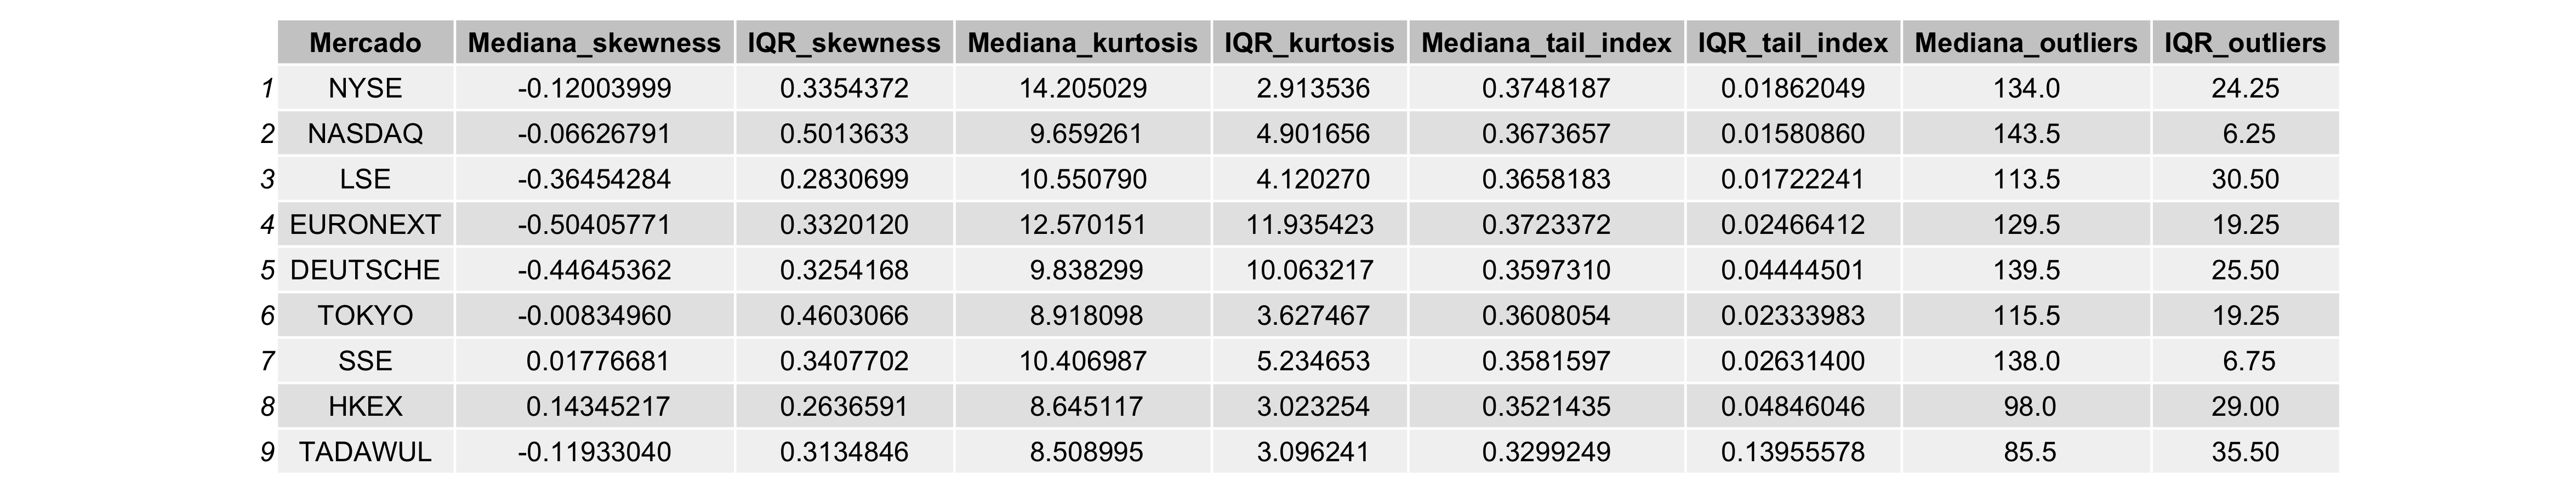 Mercado Mediana_skewness IQR_skewness Mediana_kurtosis IQR_kurtosis Mediana_tail_index IQR_tail_index Mediana_outliers IQR_outliers
1 NYSE -0.12003999 0.3354372 14.205029 2.913536 0.3748187 0.01862049 134.0 24.25
2 NASDAQ -0.06626791 0.5013633 9.659261 4.901656 0.3673657 0.01580860 143.5 6.25
3 LSE -0.36454284 0.2830699 10.550790 4.120270 0.3658183 0.01722241 113.5 30.50
4 EURONEXT -0.50405771 0.3320120 12.570151 11.935423 0.3723372 0.02466412 129.5 19.25
5 DEUTSCHE -0.44645362 0.3254168 9.838299 10.063217 0.3597310 0.04444501 139.5 25.50
6 TOKYO -0.00834960 0.4603066 8.918098 3.627467 0.3608054 0.02333983 115.5 19.25
7 SSE 0.01776681 0.3407702 10.406987 5.234653 0.3581597 0.02631400 138.0 6.75
8 HKEX 0.14345217 0.2636591 8.645117 3.023254 0.3521435 0.04846046 98.0 29.00
9 TADAWUL -0.11933040 0.3134846 8.508995 3.096241 0.3299249 0.13955578 85.5 35.50